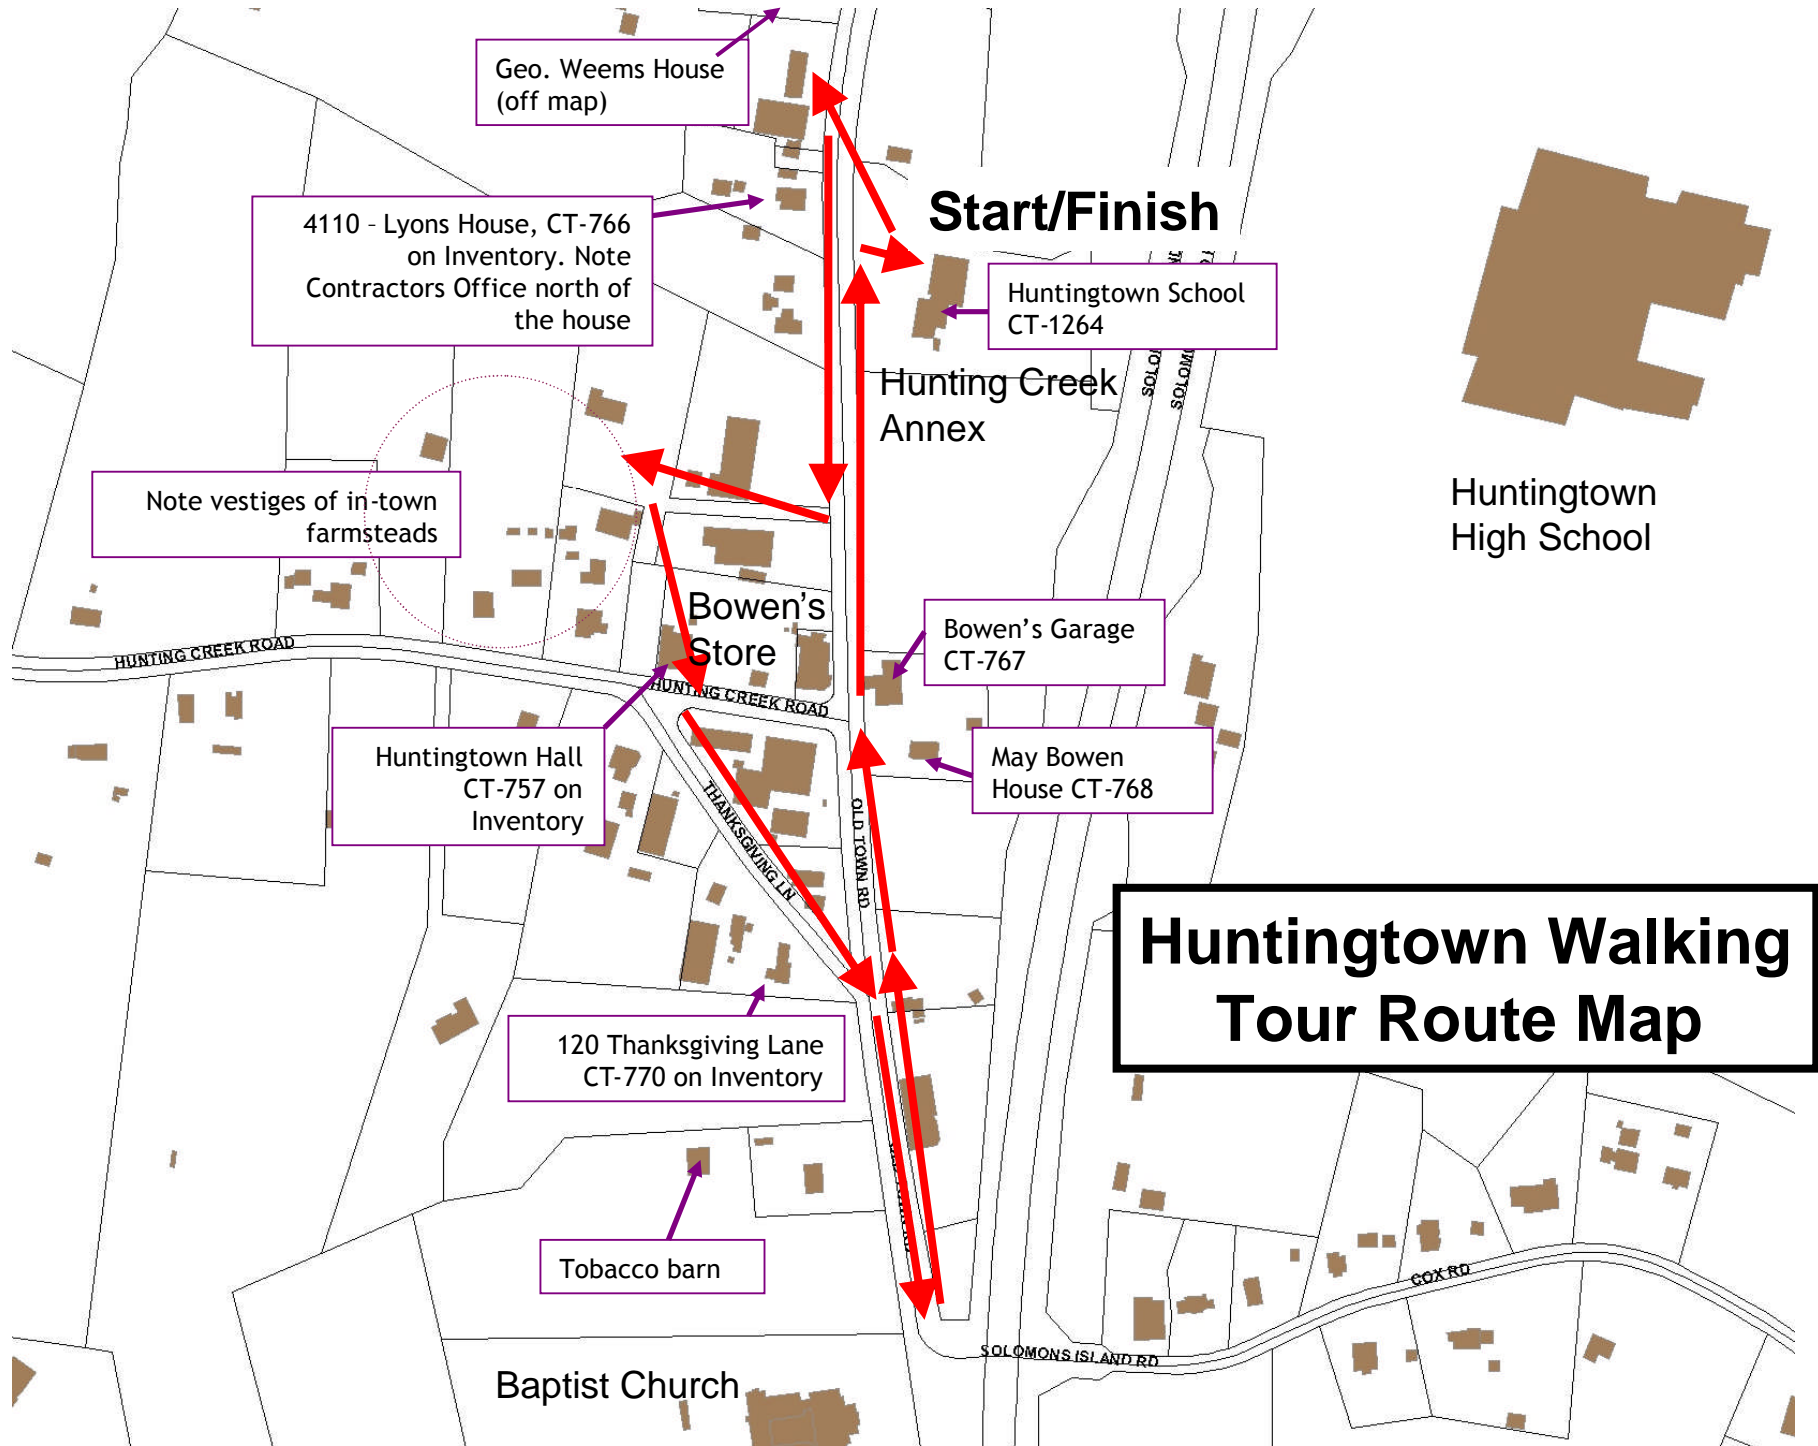 Geo. Weems House
(off map)
Start/Finish
4110 - Lyons House, CT-766
on Inventory. Note
Contractors Office north of
the house
Huntingtown School
CT-1264
Hunting Creek
Annex
Huntingtown
High School
Note vestiges of in-town
farmsteads
Bowen's
Store
Bowen's Garage
CT-767
HUNTING CREEK ROAD
HUNTING CREEK ROAD
Huntingtown Hall
CT-757 on
Inventory
May Bowen
House CT-768
THANKSGIVING LN
OLD TOWN RD
Huntingtown Walking
Tour Route Map
120 Thanksgiving Lane
CT-770 on Inventory
Tobacco barn
COX RD
SOLOMONS ISLAND RD
Baptist Church